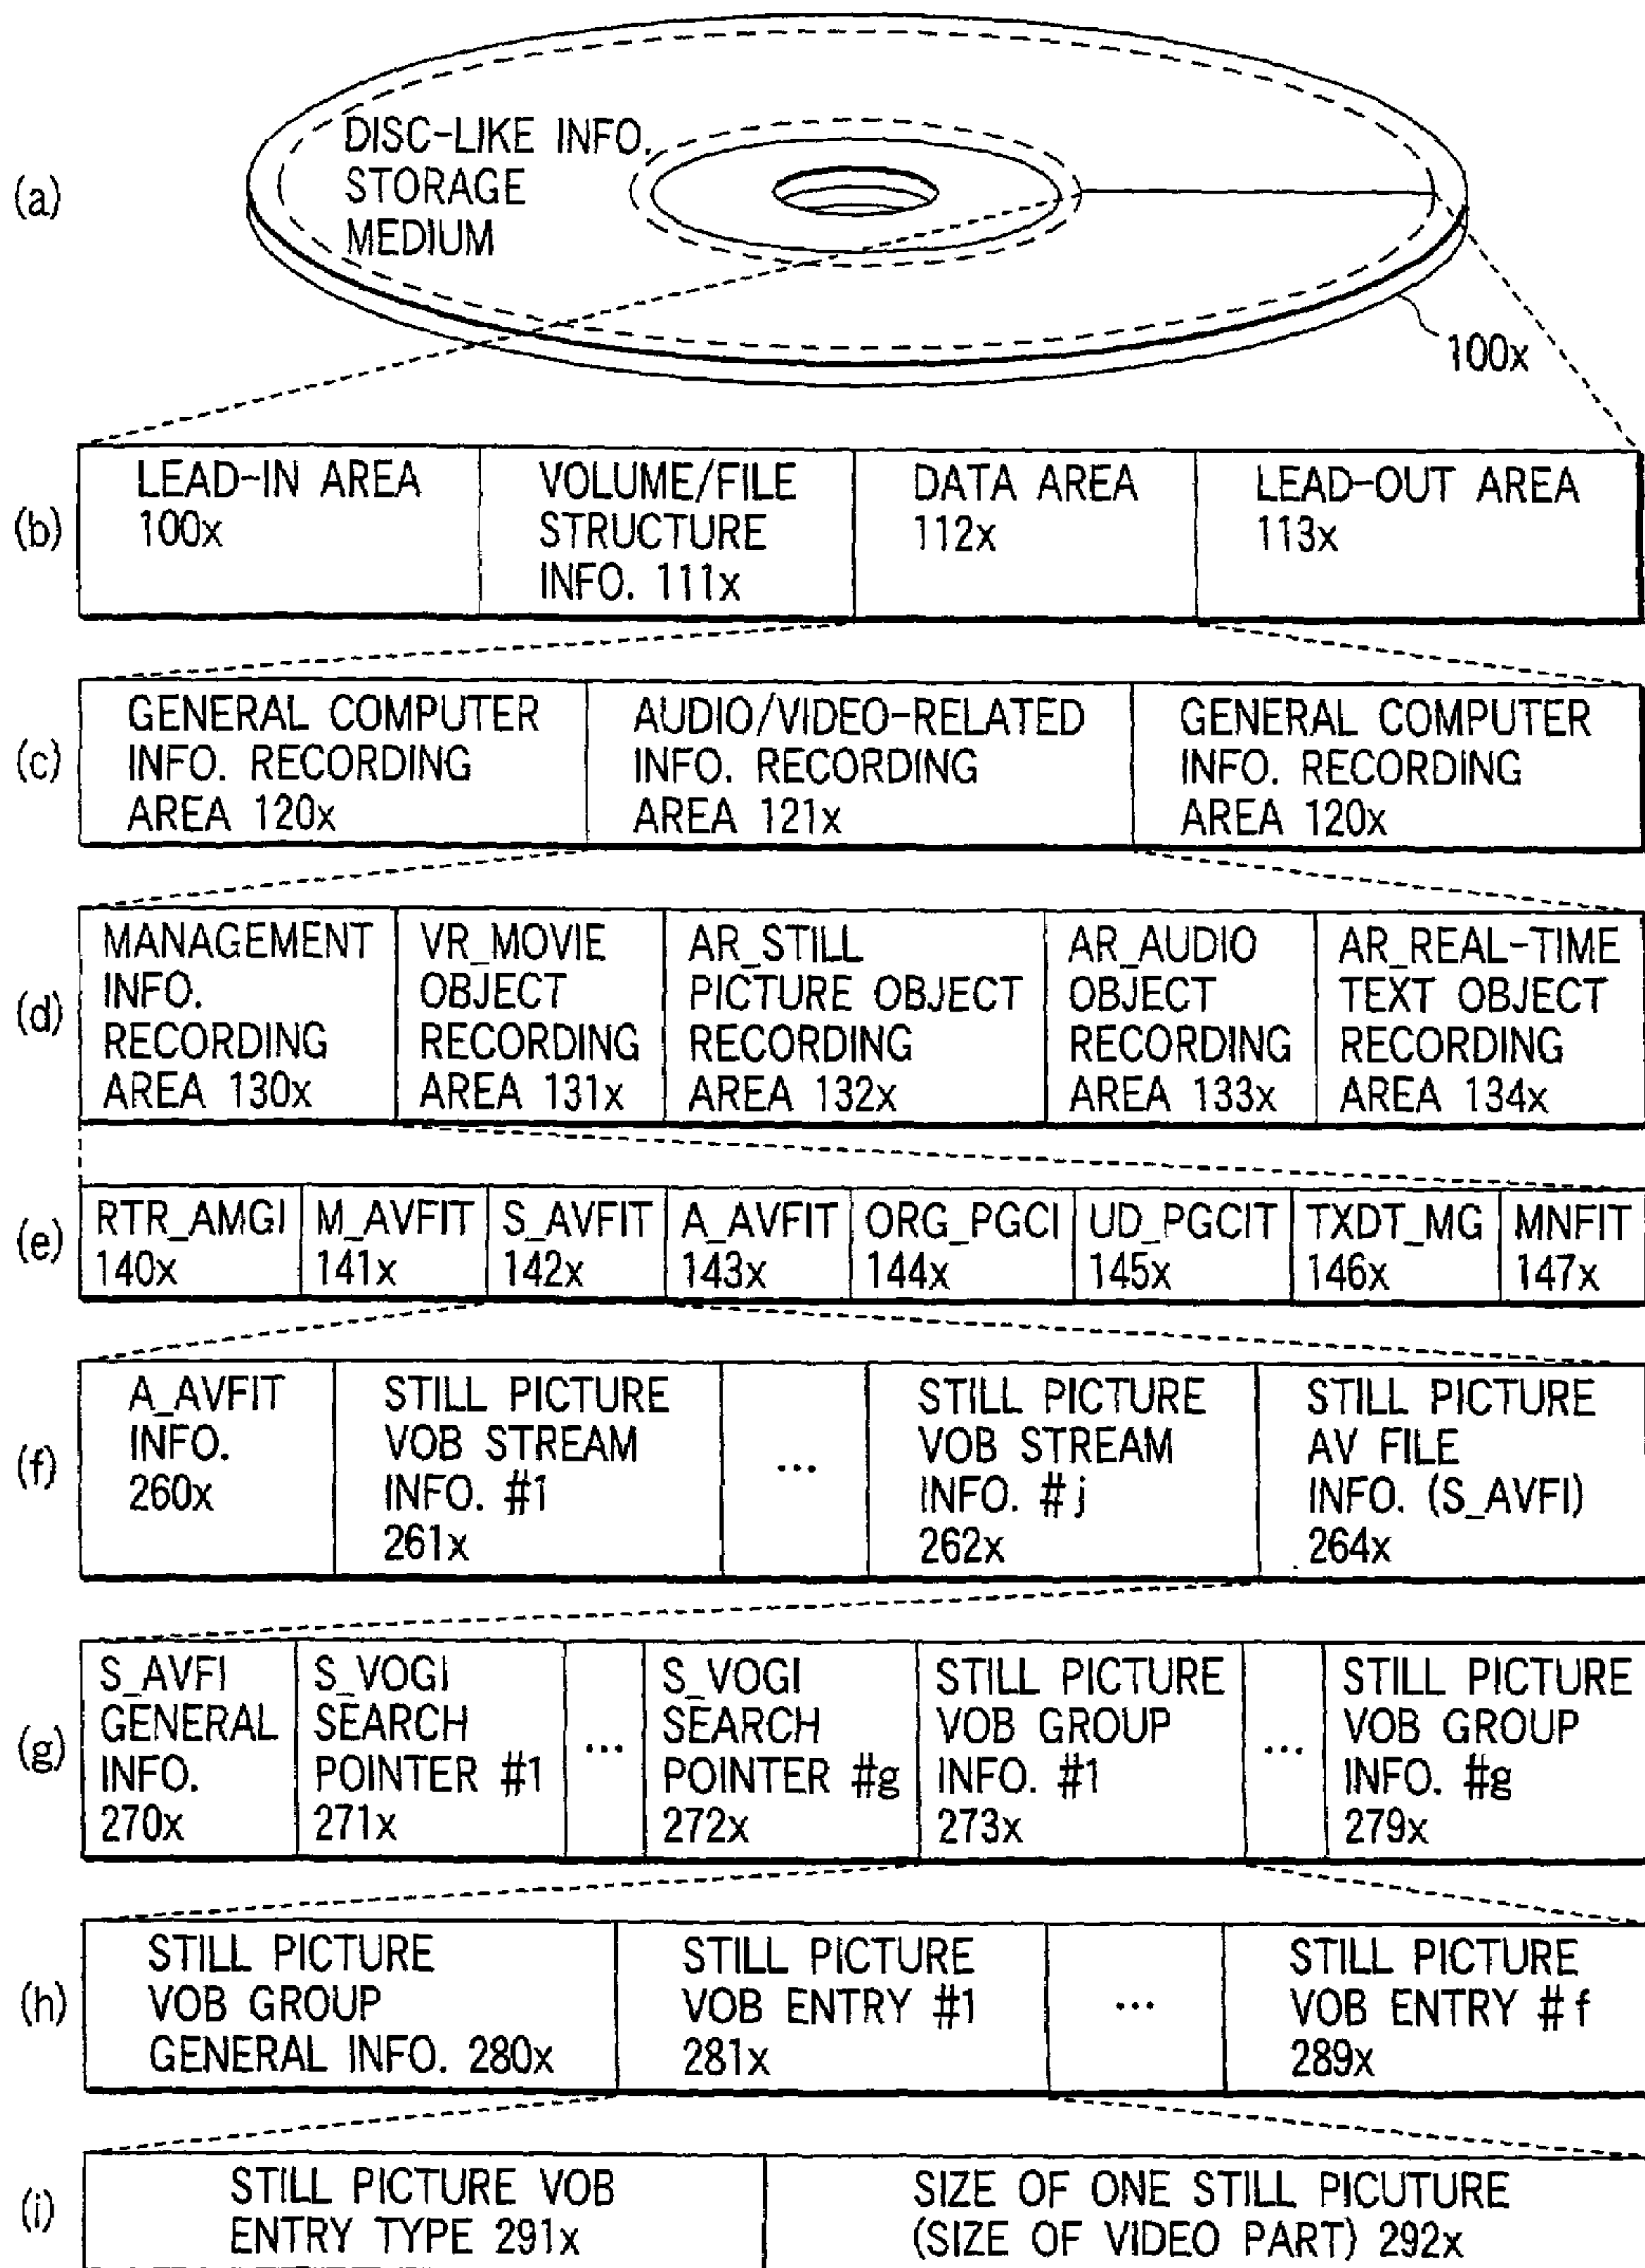 (a)
DISC-LIKE INFO.
STORAGE
MEDIUM
100x
(b)
LEAD-IN AREA
100x
VOLUME/FILE
STRUCTURE
INFO. 111x
DATA AREA
112x
LEAD-OUT AREA
113x
(c)
GENERAL COMPUTER
INFO. RECORDING
AREA 120x
AUDIO/VIDEO-RELATED
INFO. RECORDING
AREA 121x
GENERAL COMPUTER
INFO. RECORDING
AREA 120x
(d)
MANAGEMENT
INFO.
RECORDING
AREA 130x
VR_MOVIE
OBJECT
RECORDING
AREA 131x
AR_STILL
PICTURE OBJECT
RECORDING
AREA 132x
AR_AUDIO
OBJECT
RECORDING
AREA 133x
AR_REAL-TIME
TEXT OBJECT
RECORDING
AREA 134x
(e)
RTR_AMGI
140x
M_AVFIT
141x
S_AVFIT
142x
A_AVFIT
143x
ORG_PGCI
144x
UD_PGCIT
145x
TXDT_MG
146x
MNFIT
147x
(f)
A_AVFIT
INFO.
260x
STILL PICTURE
VOB STREAM
INFO. #1
261x
...
STILL PICTURE
VOB STREAM
INFO. #j
262x
STILL PICTURE
AV FILE
INFO. (S_AVFI)
264x
(g)
S_AVFI
GENERAL
INFO.
270x
S_VOGI
SEARCH
POINTER #1
271x
...
S_VOGI
SEARCH
POINTER #g
272x
STILL PICTURE
VOB GROUP
INFO. #1
273x
...
STILL PICTURE
VOB GROUP
INFO. #g
279x
(h)
STILL PICTURE
VOB GROUP
GENERAL INFO. 280x
STILL PICTURE
VOB ENTRY #1
281x
...
STILL PICTURE
VOB ENTRY #f
289x
(i)
STILL PICTURE VOB
ENTRY TYPE 291x
SIZE OF ONE STILL PICUTURE
(SIZE OF VIDEO PART) 292x